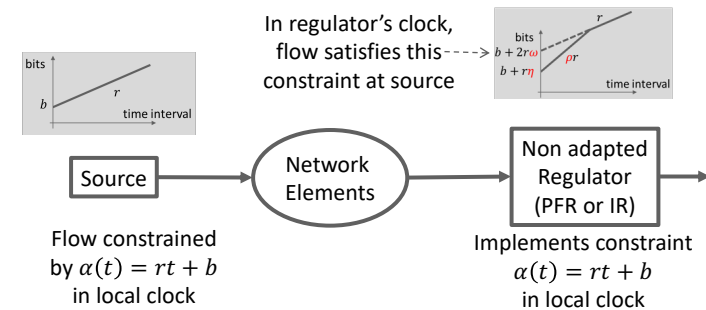 In regulator’s clock,
flow satisfies this
constraint at source
bits
r
b + 2rω
b + rη
ρr
time interval
bits
b
r
time interval
Source
Network
Elements
Non adapted
Regulator
(PFR or IR)
Flow constrained
by α(t) = rt + b
in local clock
Implements constraint
α(t) = rt + b
in local clock